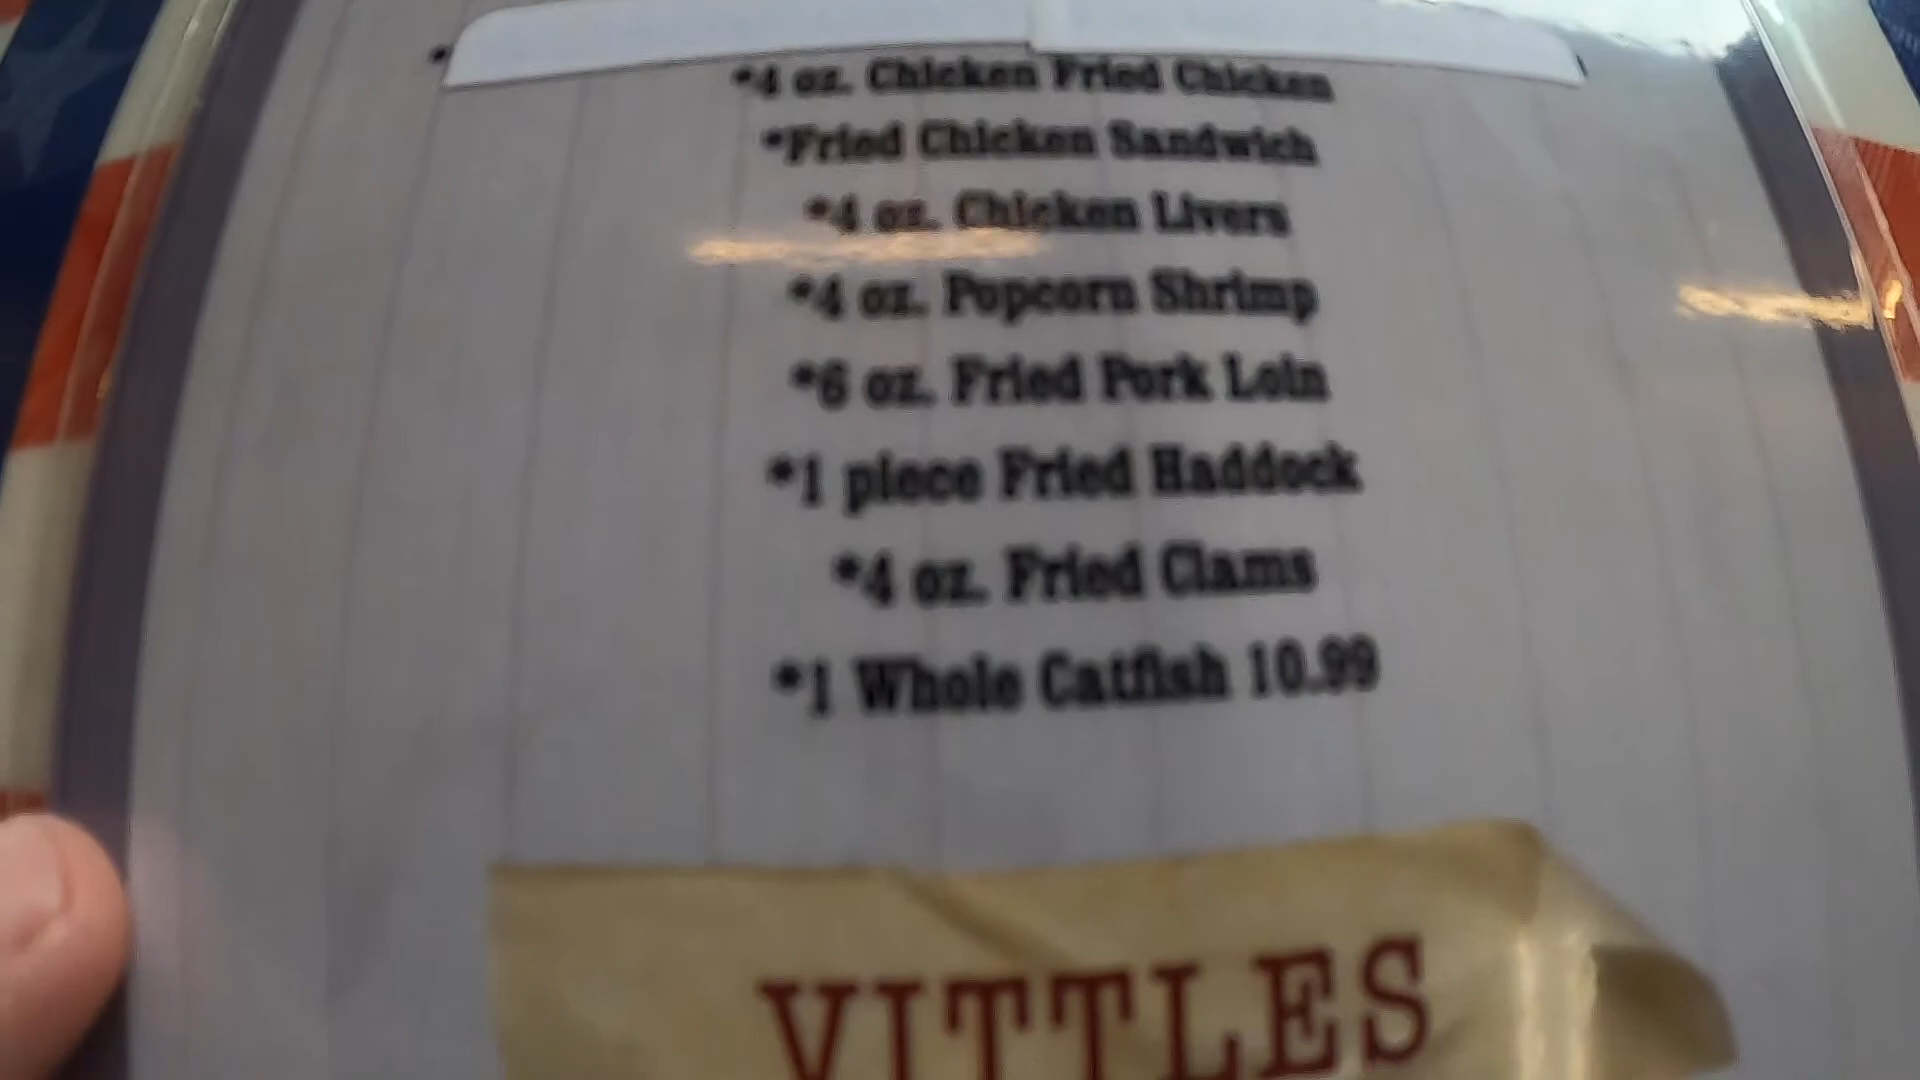 *4 oz. Chicken Fried Chicken
*Fried Chicken Sandwich
*4 oz. Chicken Livers
*4 oz. Popcorn Shrimp
*6 oz. Fried Pork Loin
*1 piece Fried Haddock
*4 oz. Fried Clams
*1 Whole Catfish 10.99
VITTLES